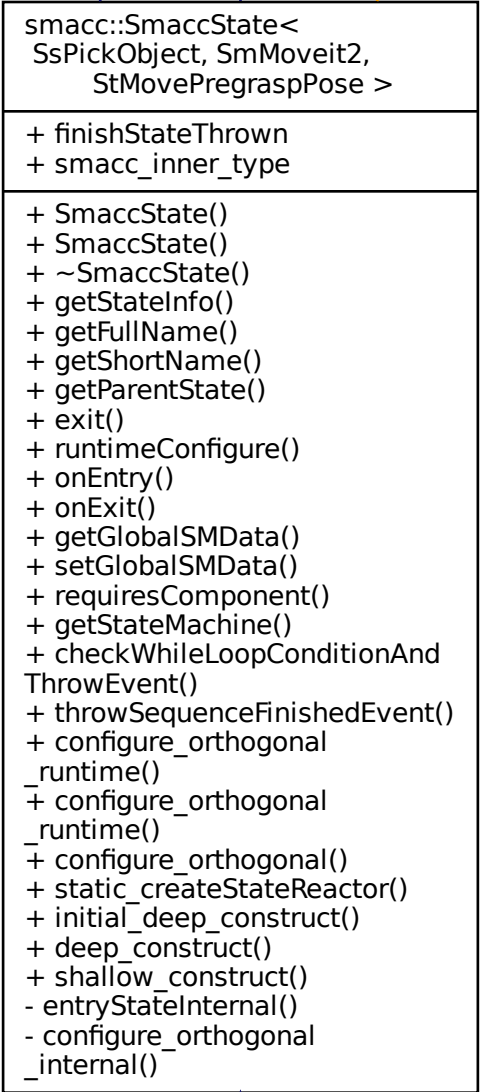 smacc::SmaccState<
SsPickObject, SmMoveit2,
StMovePregraspPose >
+ finishStateThrown
+ smacc_inner_type
+ SmaccState()
+ SmaccState()
+ ~SmaccState()
+ getStateInfo()
+ getFullName()
+ getShortName()
+ getParentState()
+ exit()
+ runtimeConfigure()
+ onEntry()
+ onExit()
+ getGlobalSMData()
+ setGlobalSMData()
+ requiresComponent()
+ getStateMachine()
+ checkWhileLoopConditionAnd
ThrowEvent()
+ throwSequenceFinishedEvent()
+ configure_orthogonal
_runtime()
+ configure_orthogonal
_runtime()
+ configure_orthogonal()
+ static_createStateReactor()
+ initial_deep_construct()
+ deep_construct()
+ shallow_construct()
- entryStateInternal()
- configure_orthogonal
_internal()